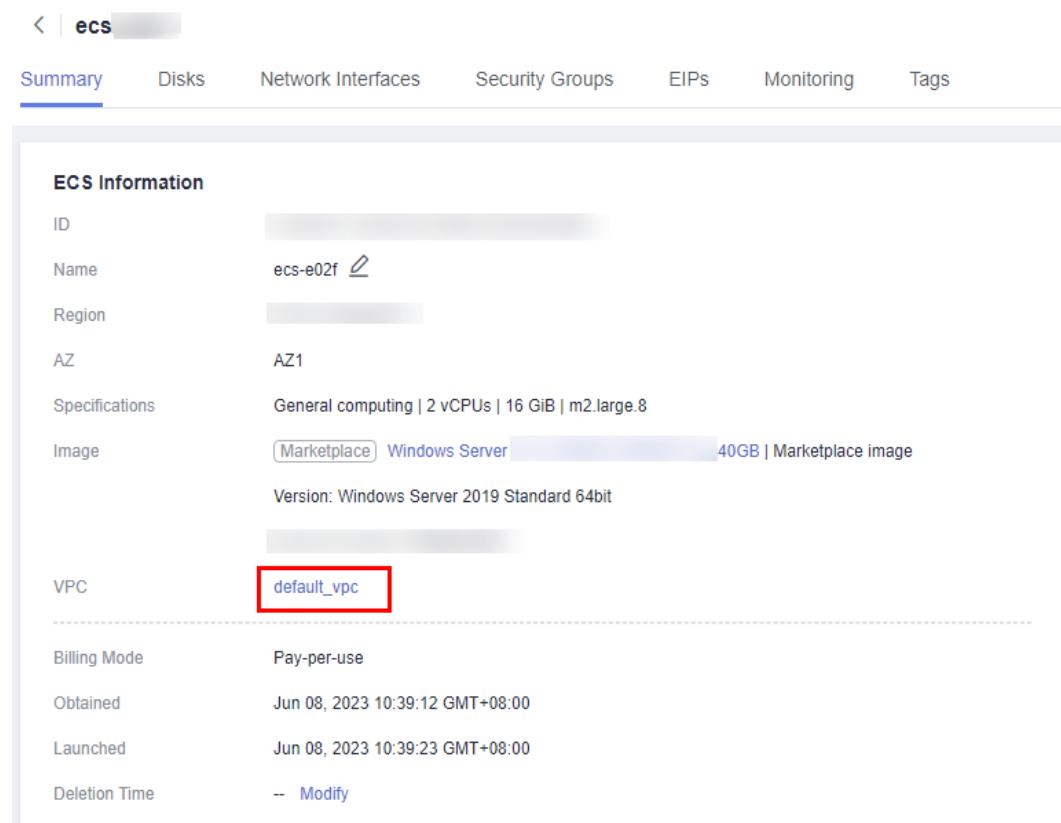 ecs
Summary Disks Network Interfaces Security Groups EIPs Monitoring Tags
ECS Information
ID
Name ecs-e02f
Region
AZ AZ1
Specifications General computing | 2 vCPUs | 16 GiB | m2.large.8
Image Marketplace Windows Server 40GB | Marketplace image
Version: Windows Server 2019 Standard 64bit
VPC default_vpc
Billing Mode Pay-per-use
Obtained Jun 08, 2023 10:39:12 GMT+08:00
Launched Jun 08, 2023 10:39:23 GMT+08:00
Deletion Time -- Modify